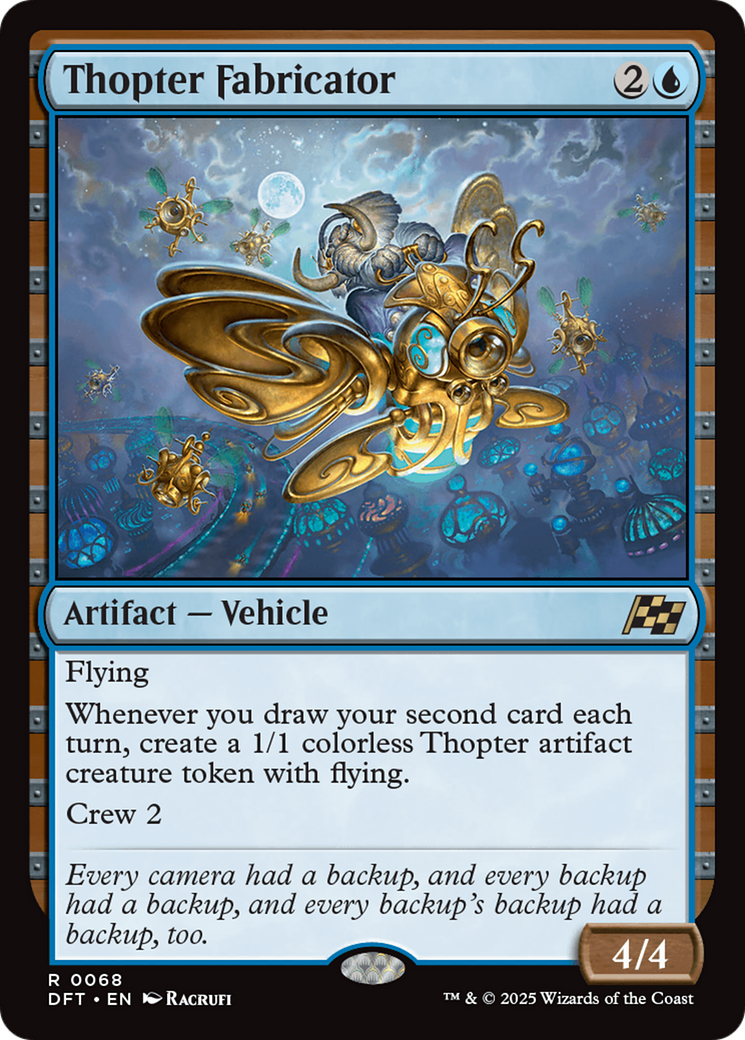 Thopter Fabricator
2
Artifact — Vehicle
Flying
Whenever you draw your second card each
turn, create a 1/1 colorless Thopter artifact
creature token with flying.
Crew 2
Every camera had a backup, and every backup
had a backup, and every backup's backup had a
backup, too.
4/4
R 0068
DFT • EN Racrufi
™ & © 2025 Wizards of the Coast